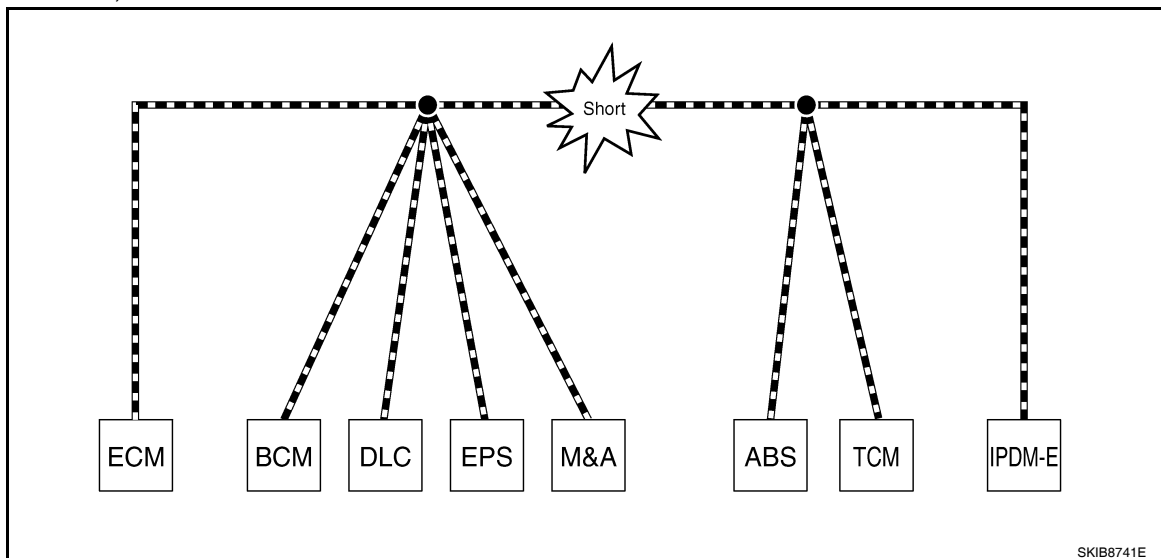 Short
ECM
BCM
DLC
EPS
M&A
ABS
TCM
IPDM-E
SKIB8741E